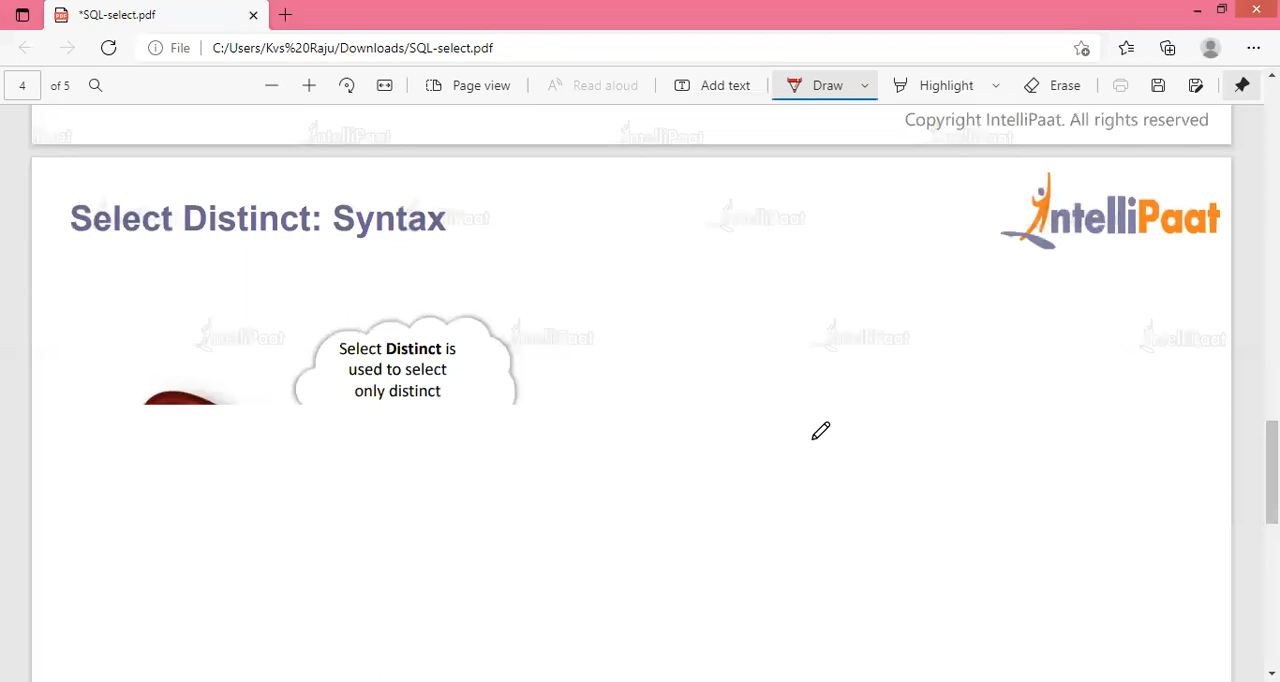 *SQL-select.pdf
File
C:/Users/Kvs%20Raju/Downloads/SQL-select.pdf
4 of 5
Page view
Read aloud
Add text
Draw
Highlight
Erase
Copyright IntelliPaat. All rights reserved
Select Distinct: Syntax
IntelliPaat
Select Distinct is
used to select
only distinct